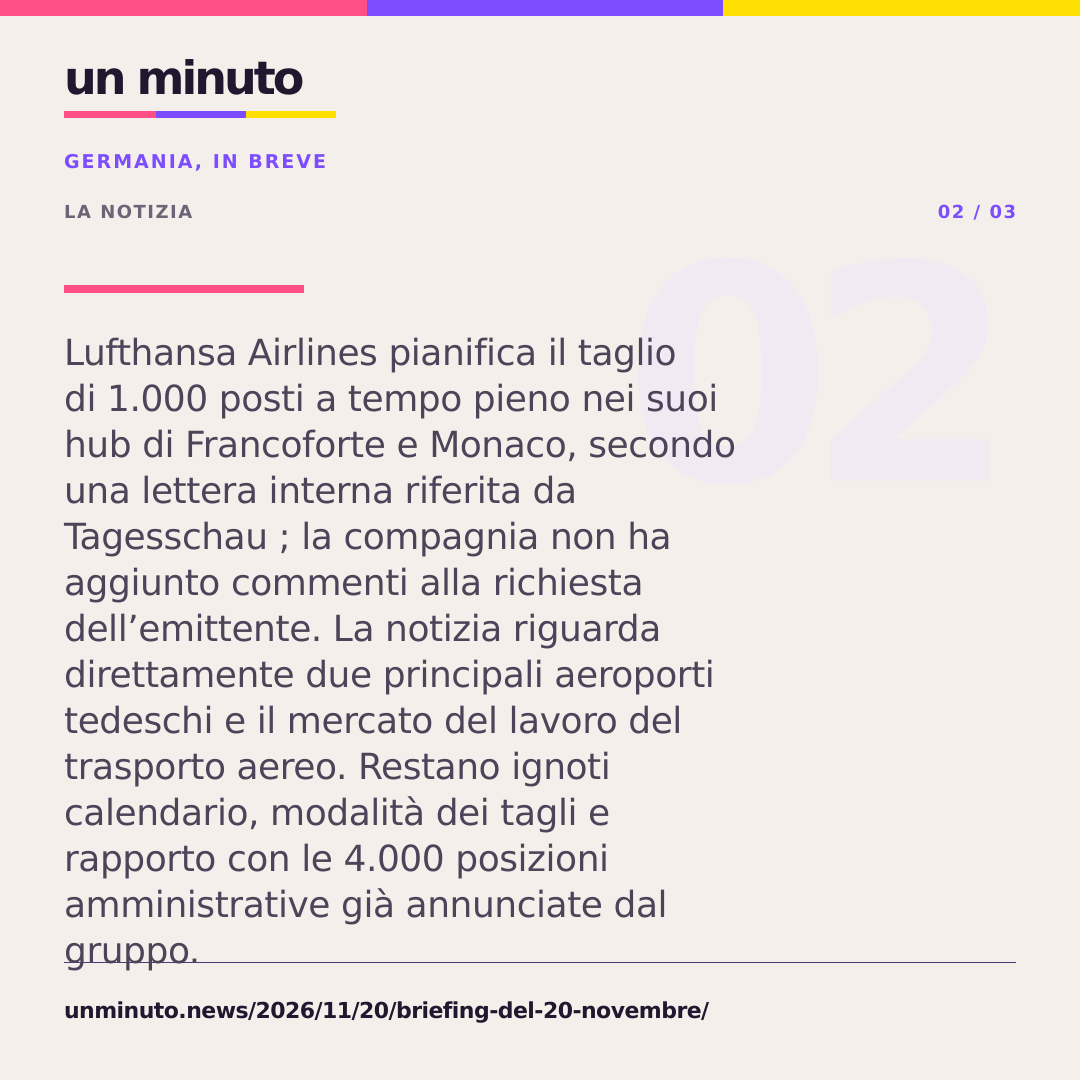 un minuto
GERMANIA, IN BREVE
LA NOTIZIA
02 / 03
02
Lufthansa Airlines pianifica il taglio
di 1.000 posti a tempo pieno nei suoi
hub di Francoforte e Monaco, secondo
una lettera interna riferita da
Tagesschau ; la compagnia non ha
aggiunto commenti alla richiesta
dell’emittente. La notizia riguarda
direttamente due principali aeroporti
tedeschi e il mercato del lavoro del
trasporto aereo. Restano ignoti
calendario, modalità dei tagli e
rapporto con le 4.000 posizioni
amministrative già annunciate dal
gruppo.
unminuto.news/2026/11/20/briefing-del-20-novembre/